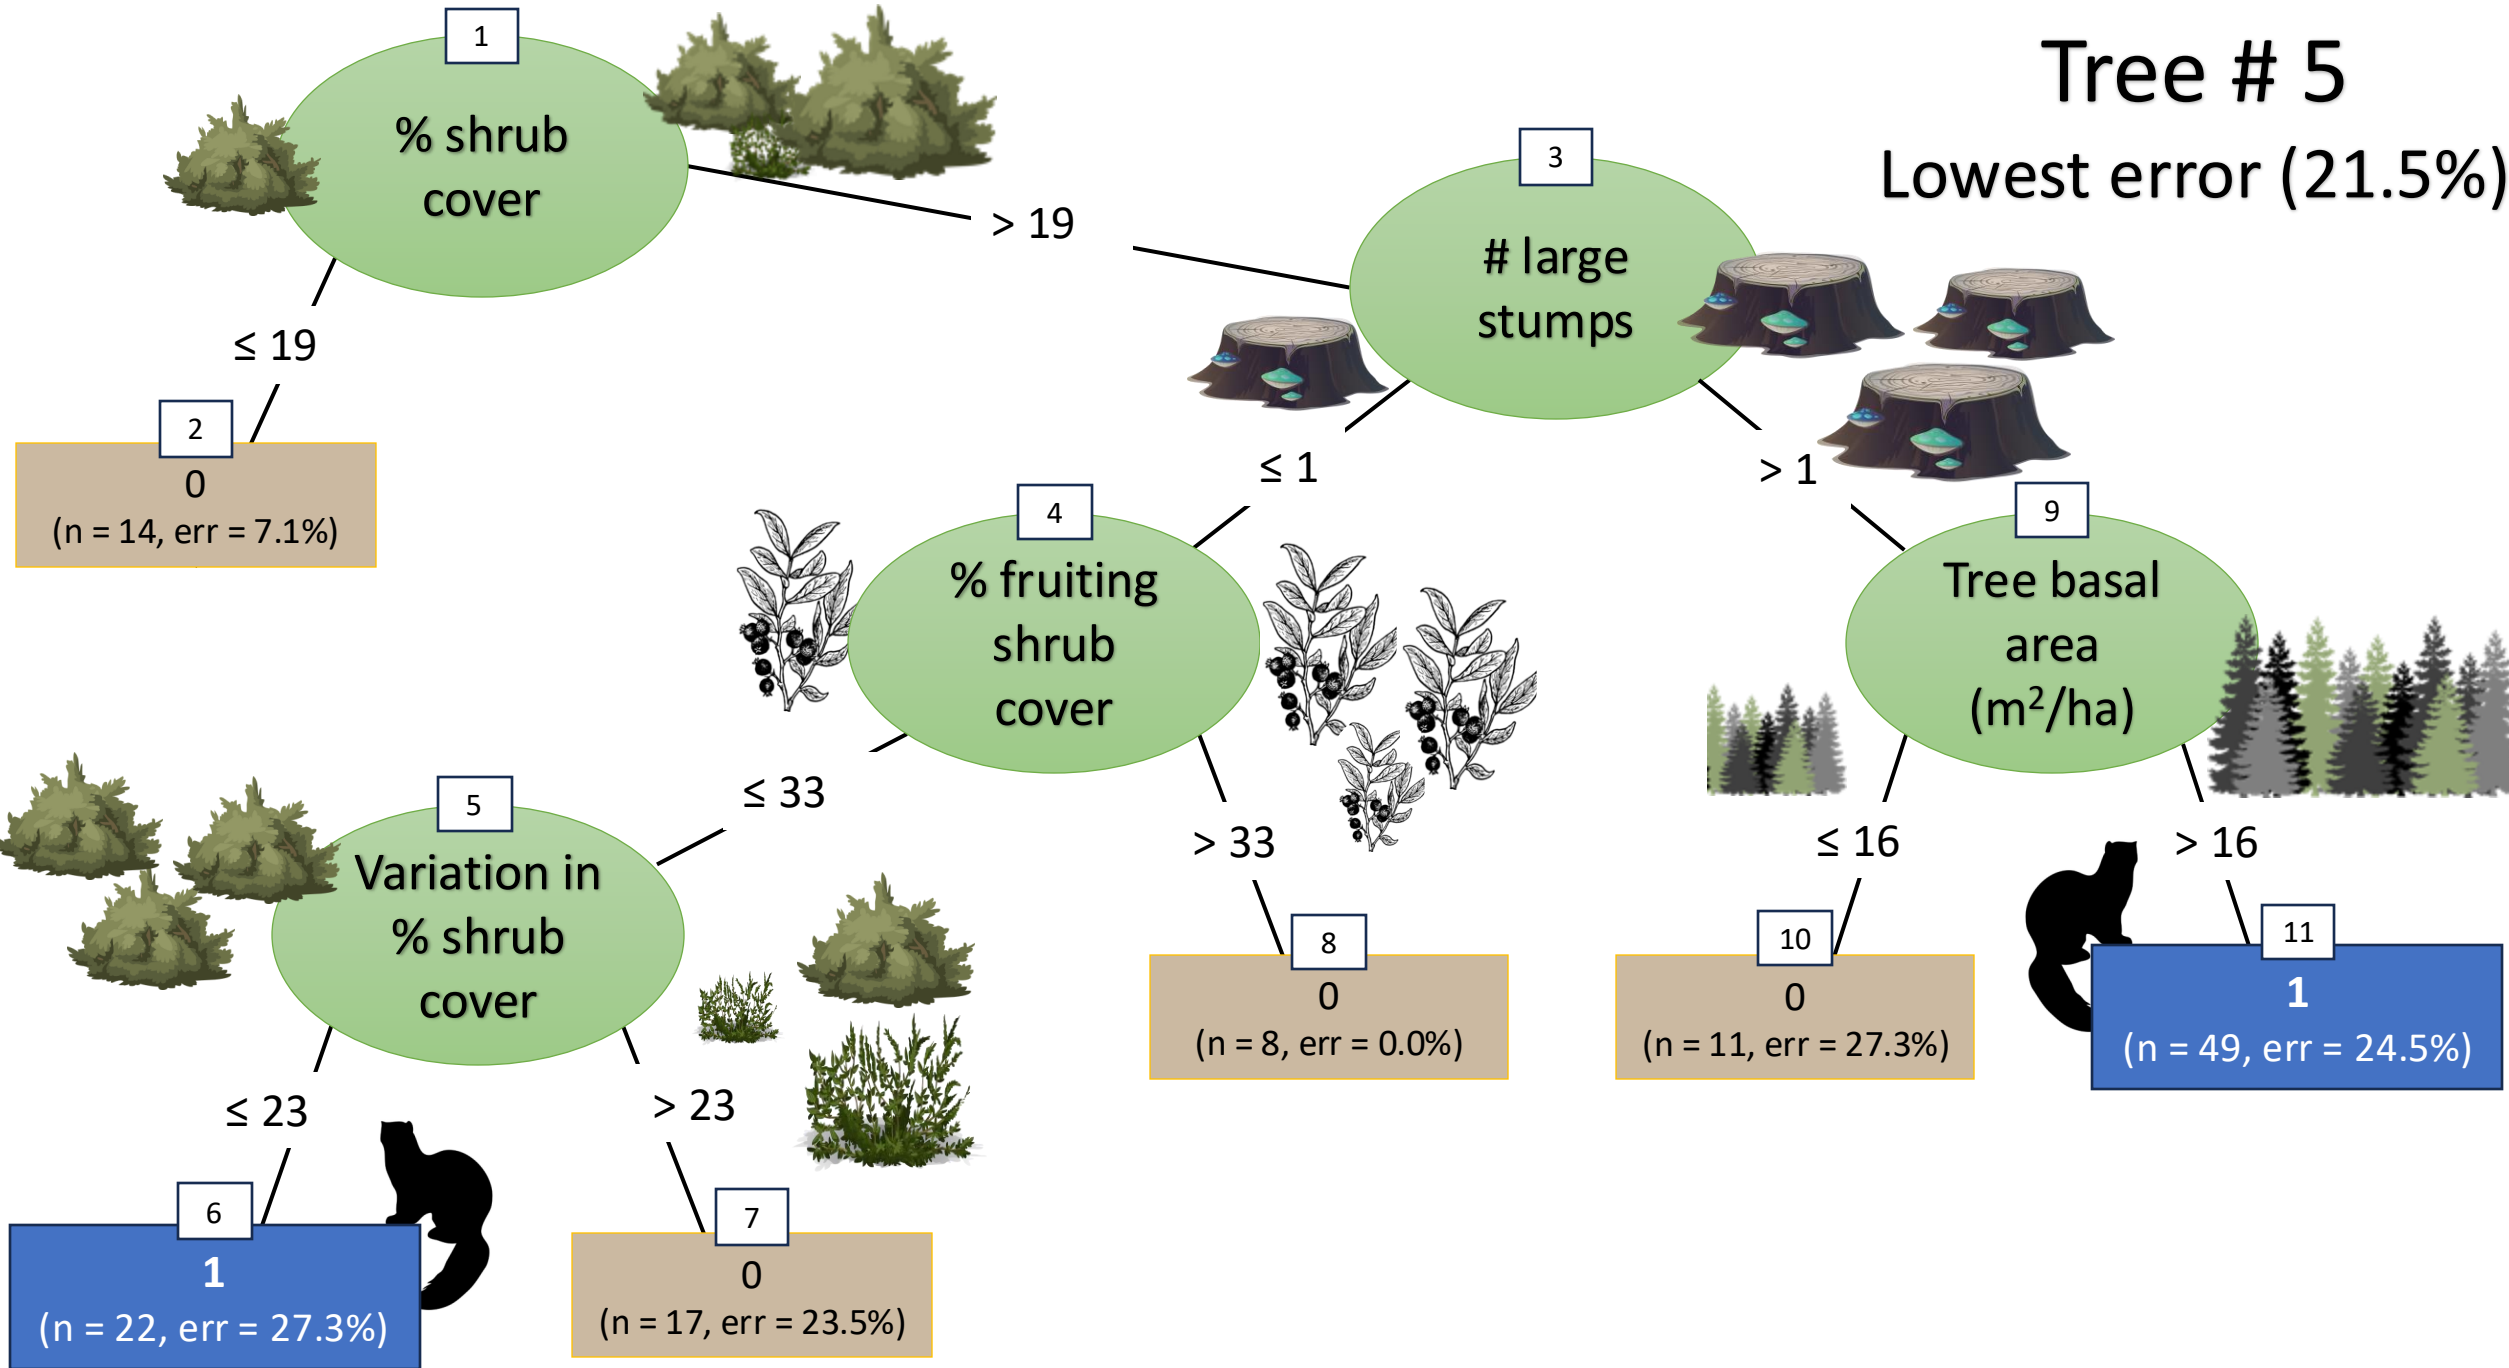 Tree # 5
Lowest error (21.5%)
1
% shrub
cover
≤ 19
> 19
2
0
(n = 14, err = 7.1%)
3
# large
stumps
≤ 1
> 1
4
% fruiting
shrub
cover
≤ 33
> 33
5
Variation in
% shrub
cover
≤ 23
> 23
6
1
(n = 22, err = 27.3%)
7
0
(n = 17, err = 23.5%)
8
0
(n = 8, err = 0.0%)
9
Tree basal
area
(m²/ha)
≤ 16
> 16
10
0
(n = 11, err = 27.3%)
11
1
(n = 49, err = 24.5%)